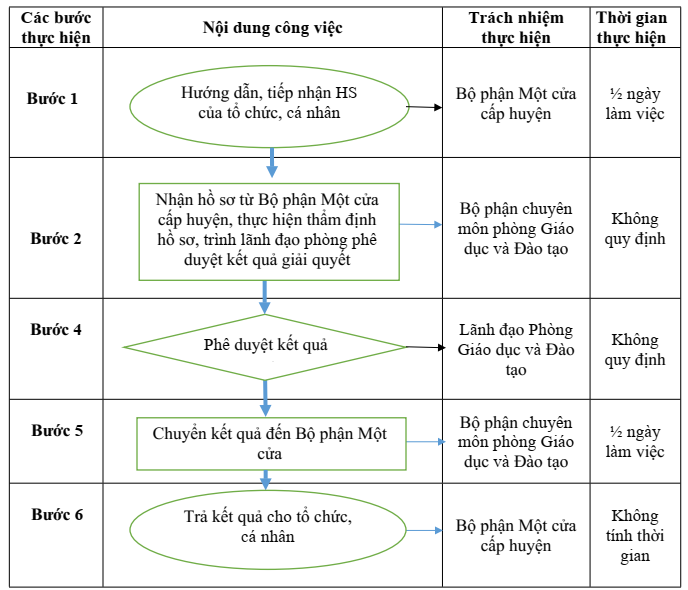 Các bước
thực hiện
Nội dung công việc
Trách nhiệm
thực hiện
Thời gian
thực hiện
Bước 1
Hướng dẫn, tiếp nhận HS
của tổ chức, cá nhân
Bộ phận Một cửa
cấp huyện
½ ngày
làm việc
Bước 2
Nhận hồ sơ từ Bộ phận Một cửa
cấp huyện, thực hiện thẩm định
hồ sơ, trình lãnh đạo phòng phê
duyệt kết quả giải quyết
Bộ phận chuyên
môn phòng Giáo
dục và Đào tạo
Không
quy định
Bước 4
Phê duyệt kết quả
Lãnh đạo Phòng
Giáo dục và Đào
tạo
Không
quy định
Bước 5
Chuyển kết quả đến Bộ phận Một
cửa
Bộ phận chuyên
môn phòng Giáo
dục và Đào tạo
½ ngày
làm việc
Bước 6
Trả kết quả cho tổ chức,
cá nhân
Bộ phận Một cửa
cấp huyện
Không
tính thời
gian